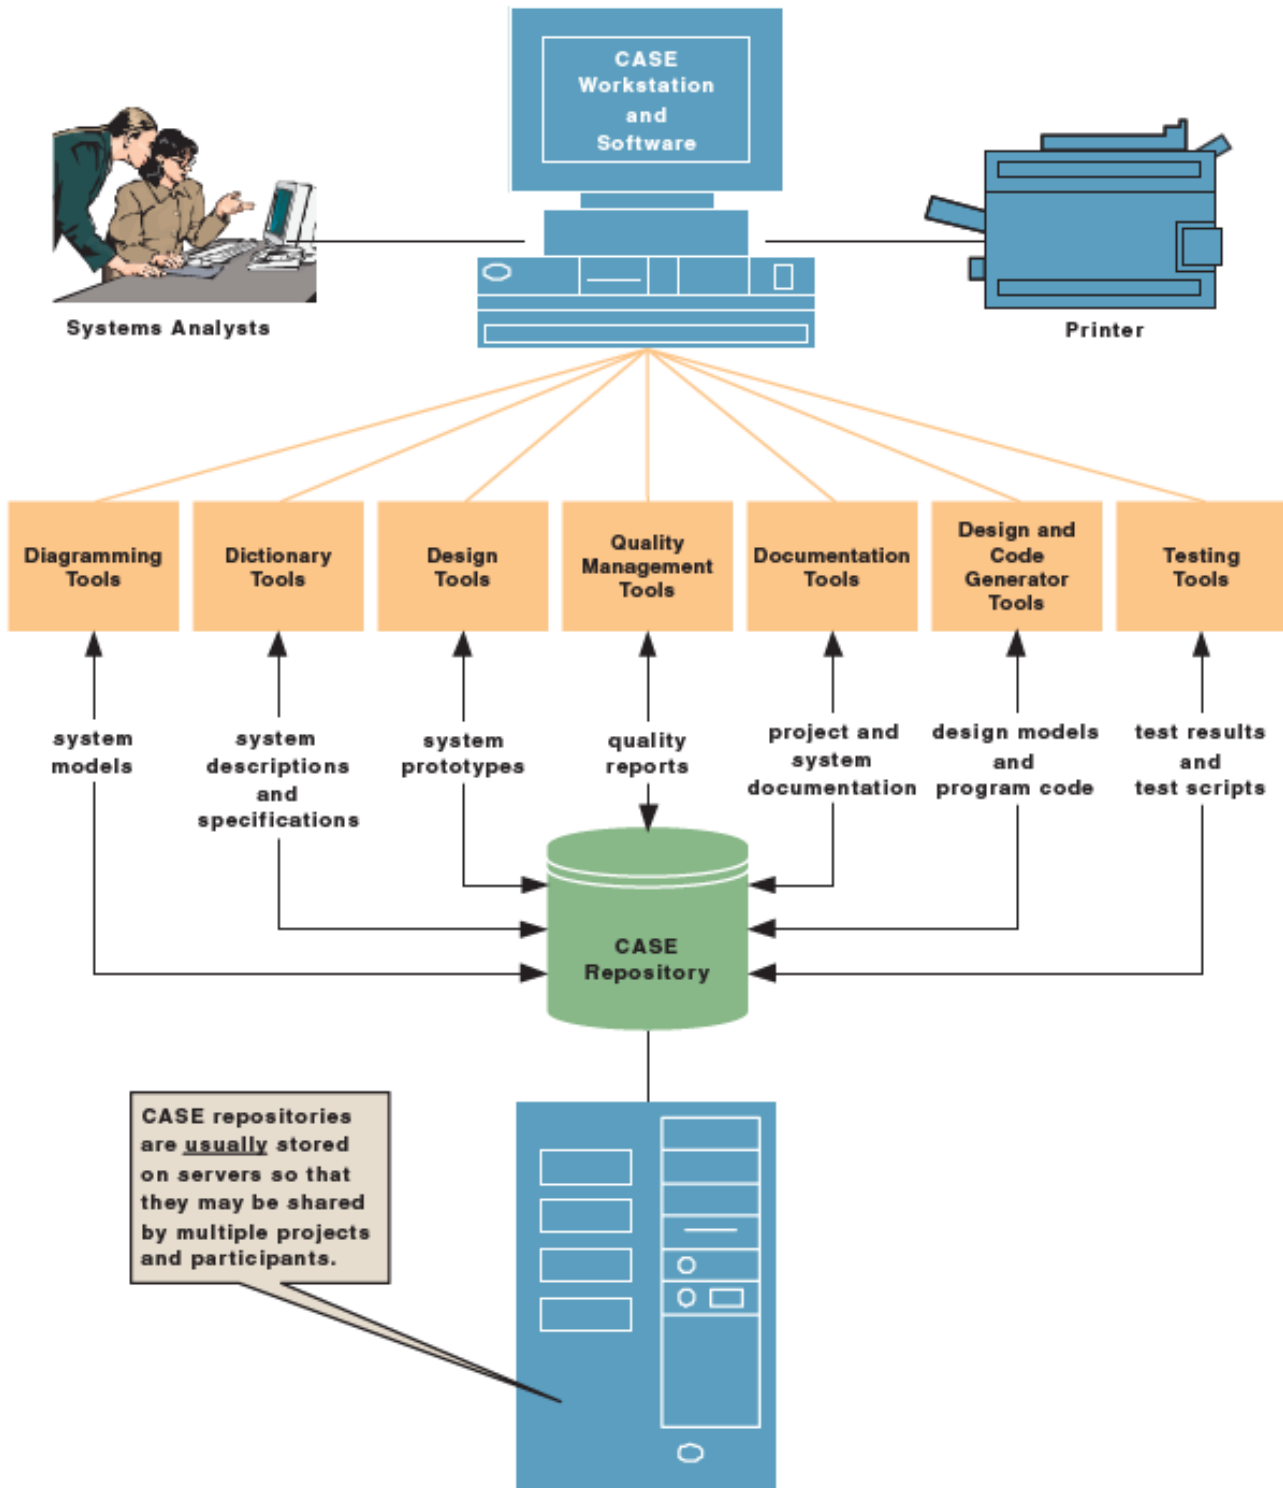 CASE
Workstation
and
Software
Systems Analysts
Printer
Diagramming
Tools
Dictionary
Tools
Design
Tools
Quality
Management
Tools
Documentation
Tools
Design and
Code
Generator
Tools
Testing
Tools
system
models
system
descriptions
and
specifications
system
prototypes
quality
reports
project and
system
documentation
design models
and
program code
test results
and
test scripts
CASE
Repository
CASE repositories
are usually stored
on servers so that
they may be shared
by multiple projects
and participants.